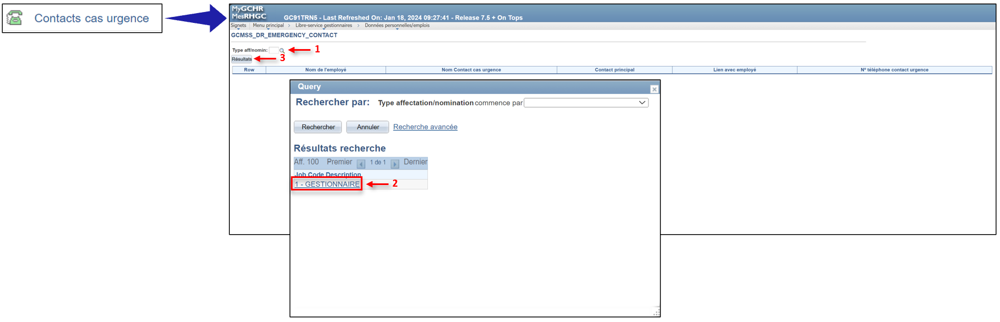 Contacts cas urgence
MyGCHR
MesRHGC
GC91TRN5 - Last Refreshed On: Jan 18, 2024 09:27:41 - Release 7.5 + On Tops
Signets Menu principal > Libre-service gestionnaires > Données personnelles/emplois
GCMSS_DR_EMERGENCY_CONTACT
Type aff/nomin: 1
Résultats 3
Row Nom de l'employé Nom Contact cas urgence Contact principal Lien avec employé Nº téléphone contact urgence
Query
Rechercher par: Type affectation/nomination commence par
Rechercher Annuler Recherche avancée
Résultats recherche
Aff. 100 Premier 1 de 1 Dernier
Job Code Description
1 - GESTIONNAIRE 2